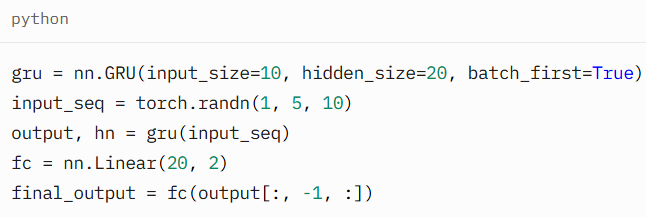 python
gru = nn.GRU(input_size=10, hidden_size=20, batch_first=True)
input_seq = torch.randn(1, 5, 10)
output, hn = gru(input_seq)
fc = nn.Linear(20, 2)
final_output = fc(output[:, -1, :])